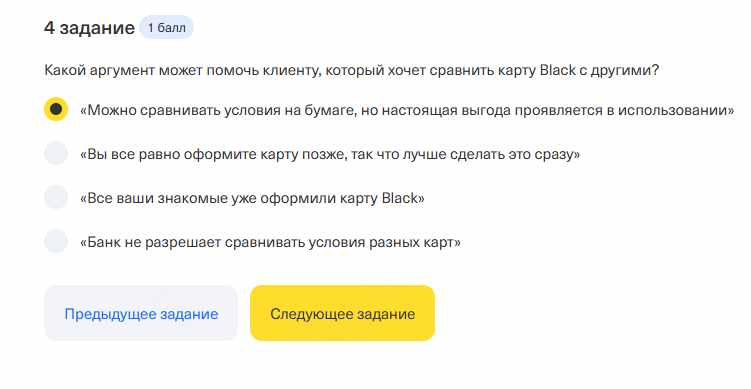 4 задание 1 балл
Какой аргумент может помочь клиенту, который хочет сравнить карту Black с другими?
«Можно сравнивать условия на бумаге, но настоящая выгода проявляется в использовании»
«Вы все равно оформите карту позже, так что лучше сделать это сразу»
«Все ваши знакомые уже оформили карту Black»
«Банк не разрешает сравнивать условия разных карт»
Предыдущее задание Следующее задание